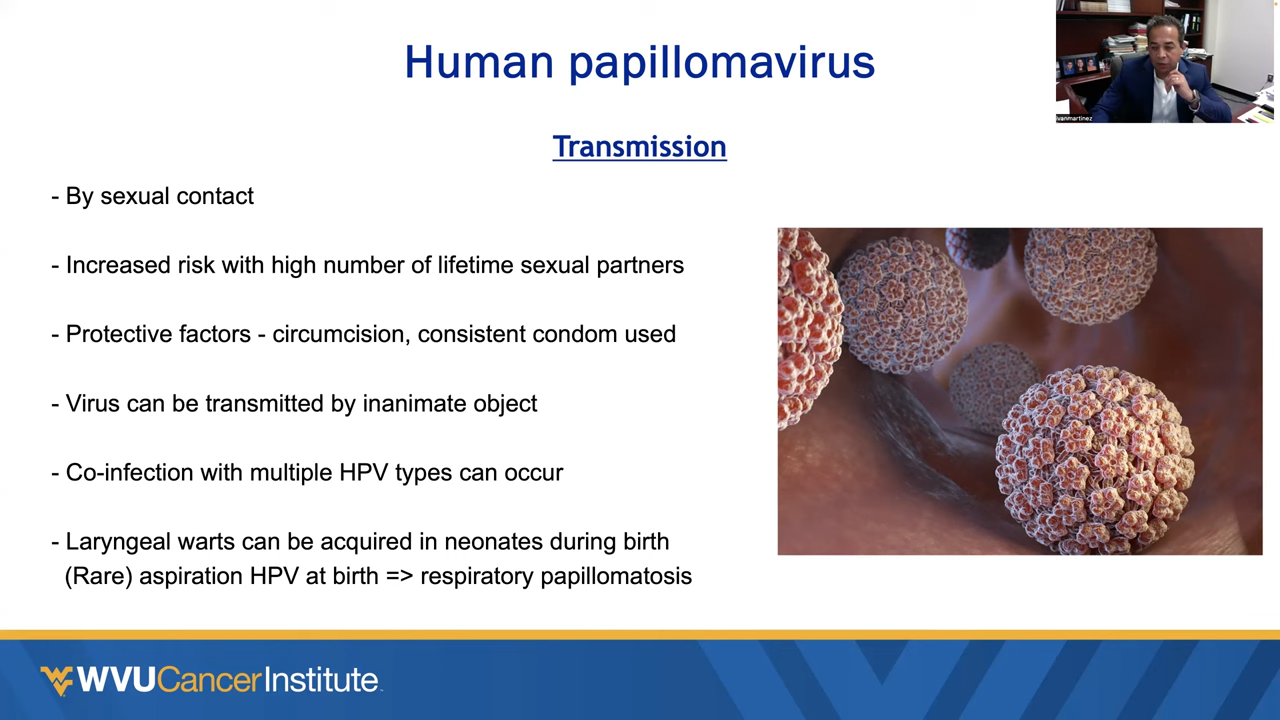 Human papillomavirus
ivanmartinez
Transmission
- By sexual contact
- Increased risk with high number of lifetime sexual partners
- Protective factors - circumcision, consistent condom used
- Virus can be transmitted by inanimate object
- Co-infection with multiple HPV types can occur
- Laryngeal warts can be acquired in neonates during birth
(Rare) aspiration HPV at birth => respiratory papillomatosis
WVUCancerInstitute